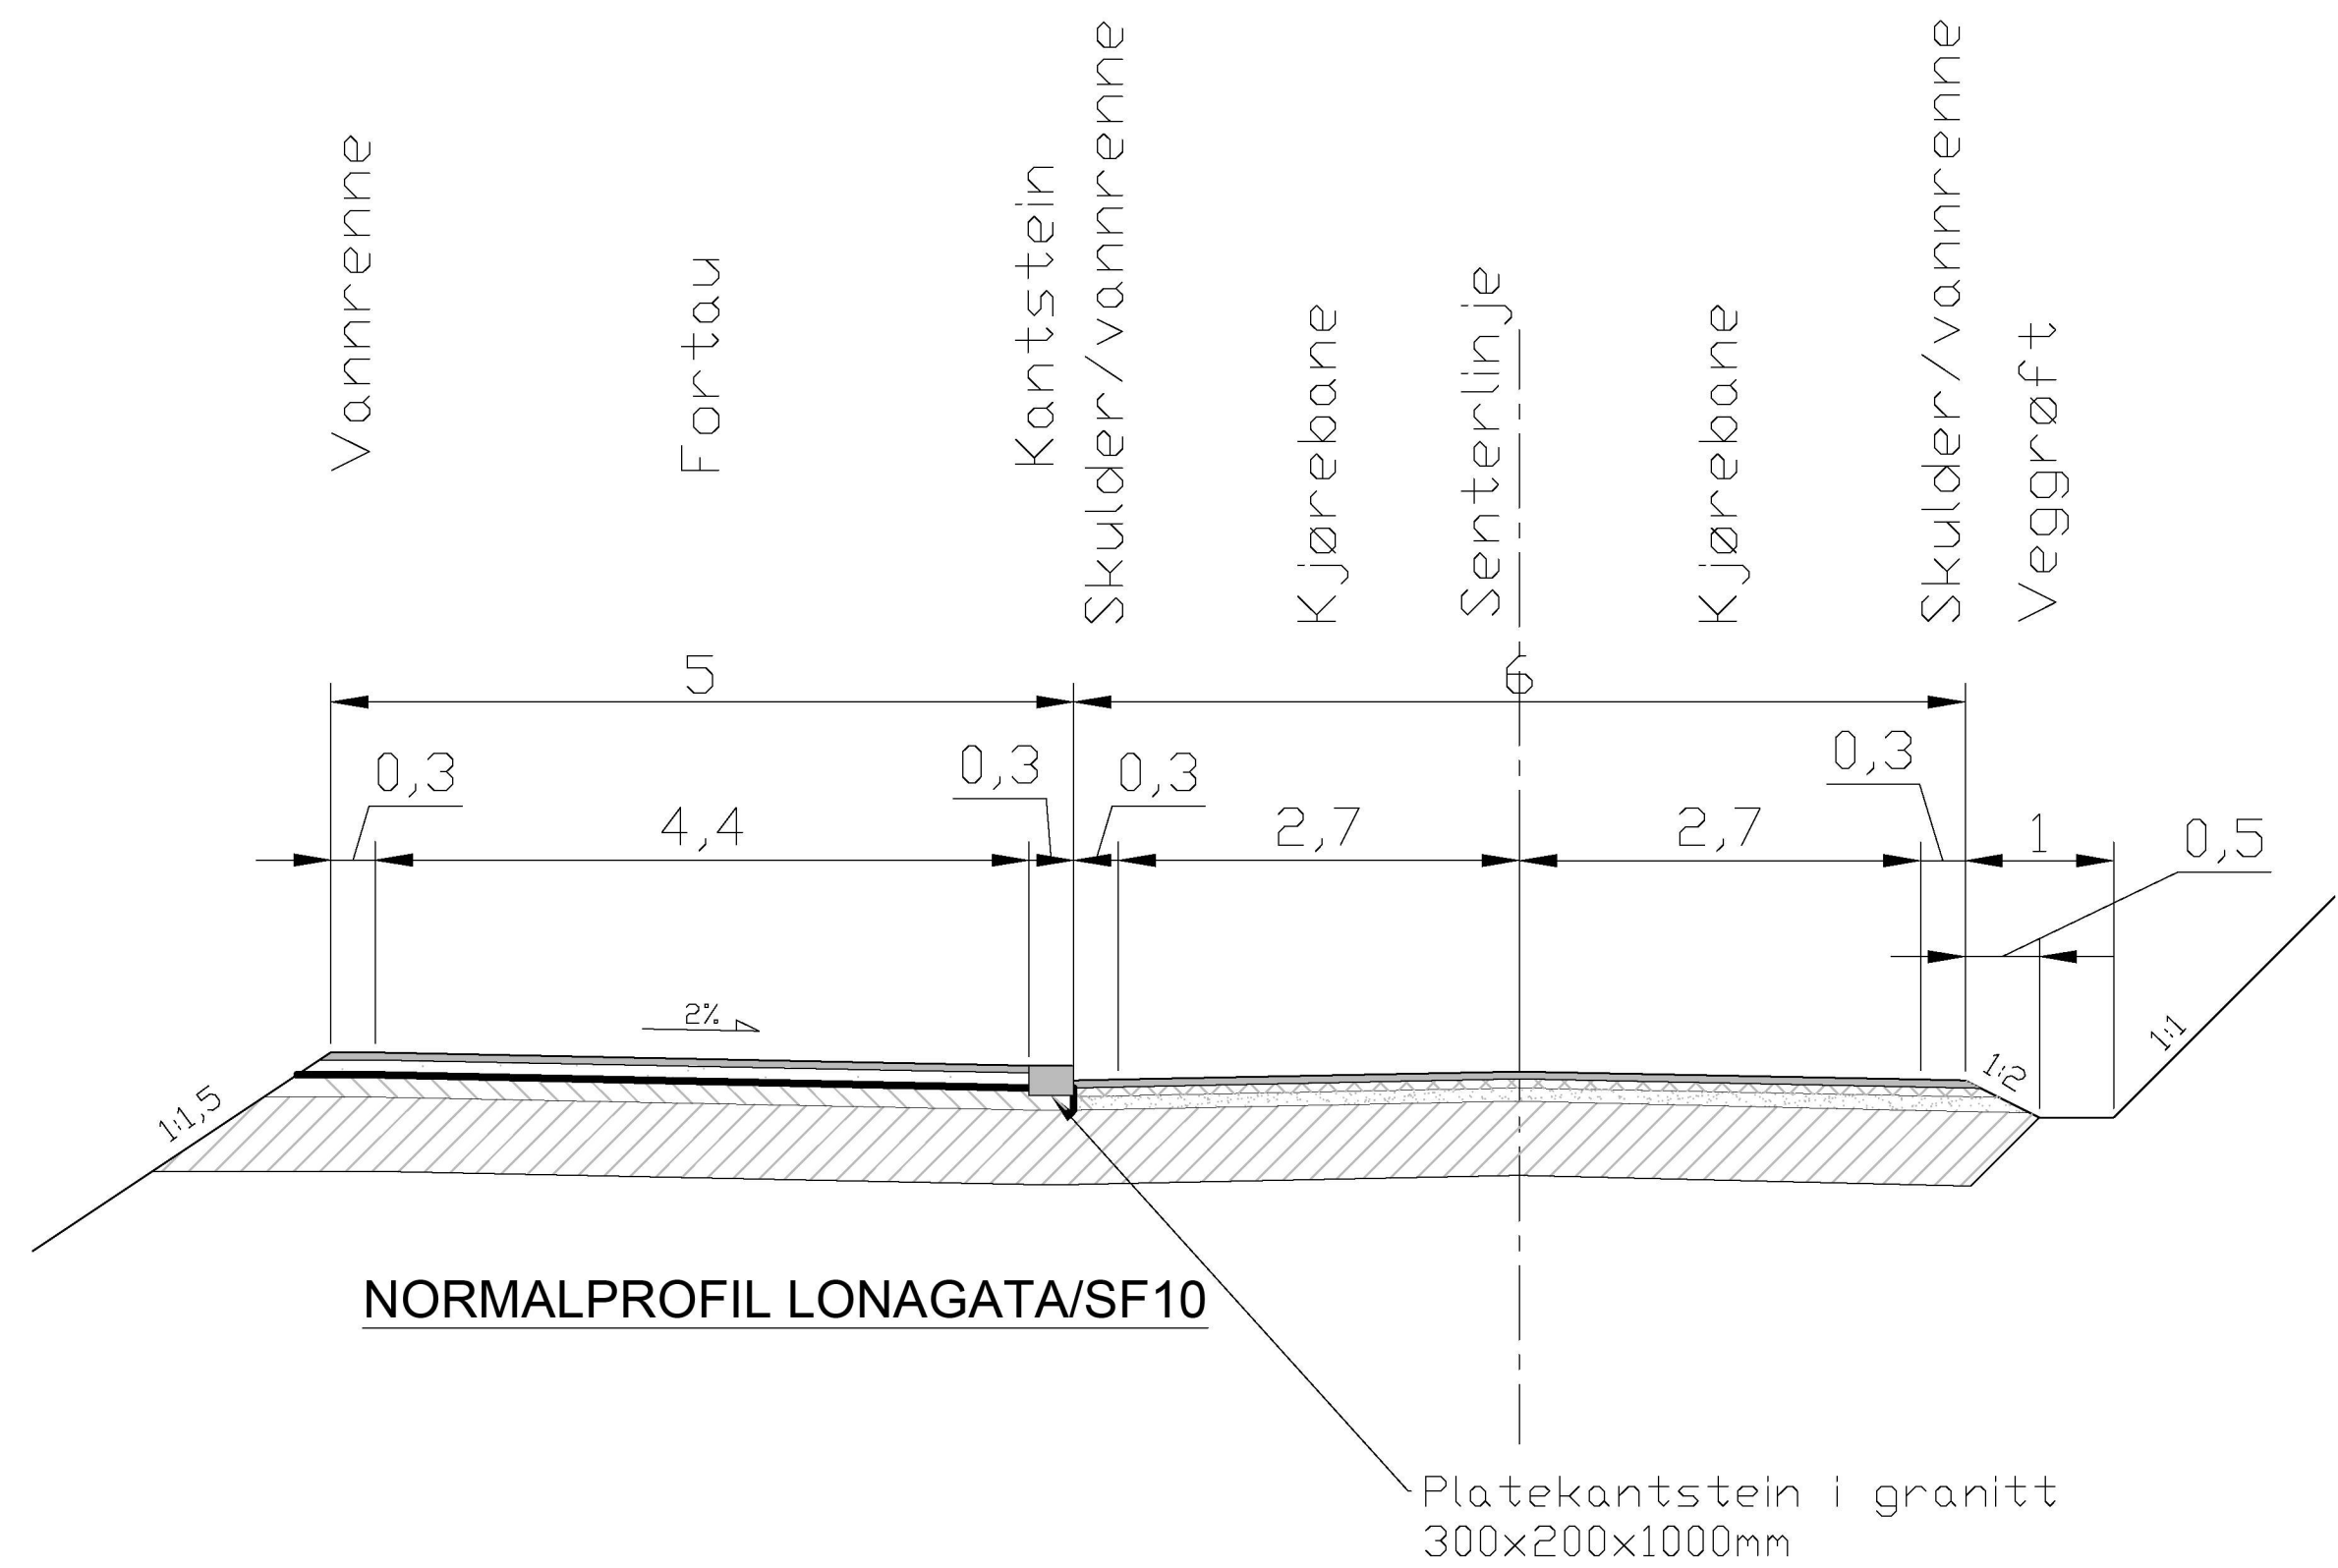 Vannrenne
Fortau
Kantstein
Skulder/vannrenne
Kjørebane
Senterlinje
Kjørebane
Skulder/vannrenne
Veggrøft
5
6
0,3
0,3
0,3
0,3
4,4
2,7
2,7
1
0,5
2%
1:1,5
1:2
1:1
NORMALPROFIL LONAGATA/SF10
Platekantstein i granitt
300x200x1000mm